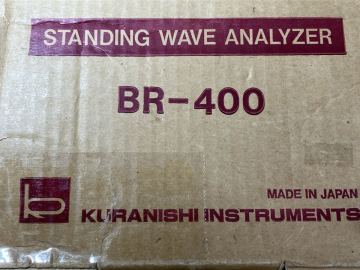 STANDING WAVE ANALYZER
BR-400
MADE IN JAPAN
KURANISHI INSTRUMENTS